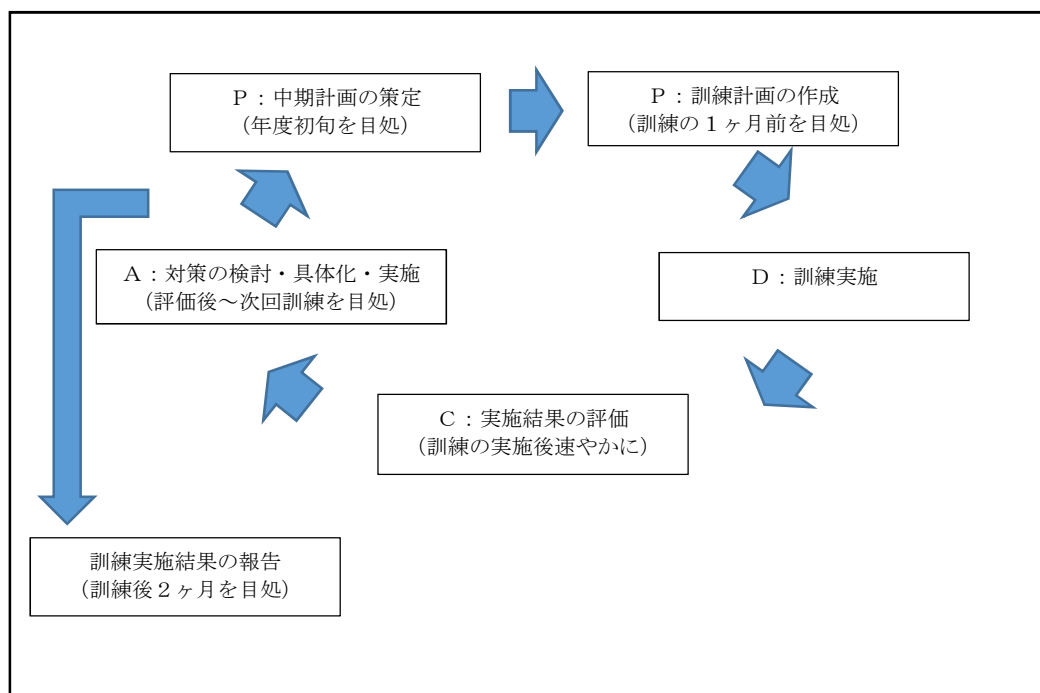 Ｐ：中期計画の策定
（年度初旬を目処）
Ｐ：訓練計画の作成
（訓練の１ヶ月前を目処）
Ａ：対策の検討・具体化・実施
（評価後～次回訓練を目処）
Ｄ：訓練実施
Ｃ：実施結果の評価
（訓練の実施後速やかに）
訓練実施結果の報告
（訓練後２ヶ月を目処）